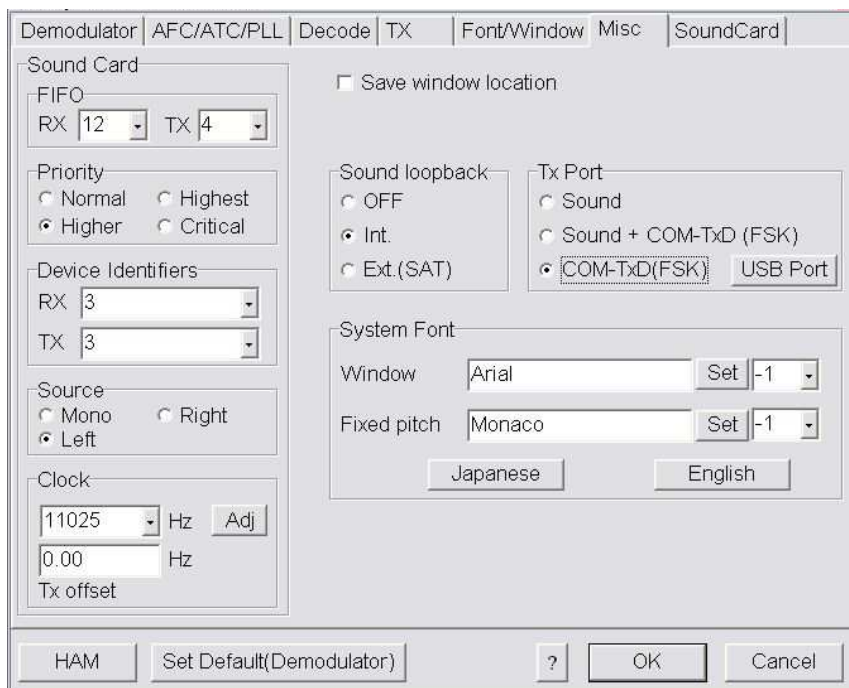 Demodulator AFC/ATC/PLL Decode TX Font/Window Misc SoundCard
Sound Card
FIFO
RX 12 TX 4
Priority
Normal Highest
Higher Critical
Device Identifiers
RX 3
TX 3
Source
Mono Right
Left
Clock
11025 Hz Adj
0.00 Hz
Tx offset
Save window location
Sound loopback
OFF
Int.
Ext.(SAT)
Tx Port
Sound
Sound + COM-TxD (FSK)
COM-TxD(FSK) USB Port
System Font
Window Arial Set -1
Fixed pitch Monaco Set -1
Japanese English
HAM Set Default(Demodulator) ? OK Cancel